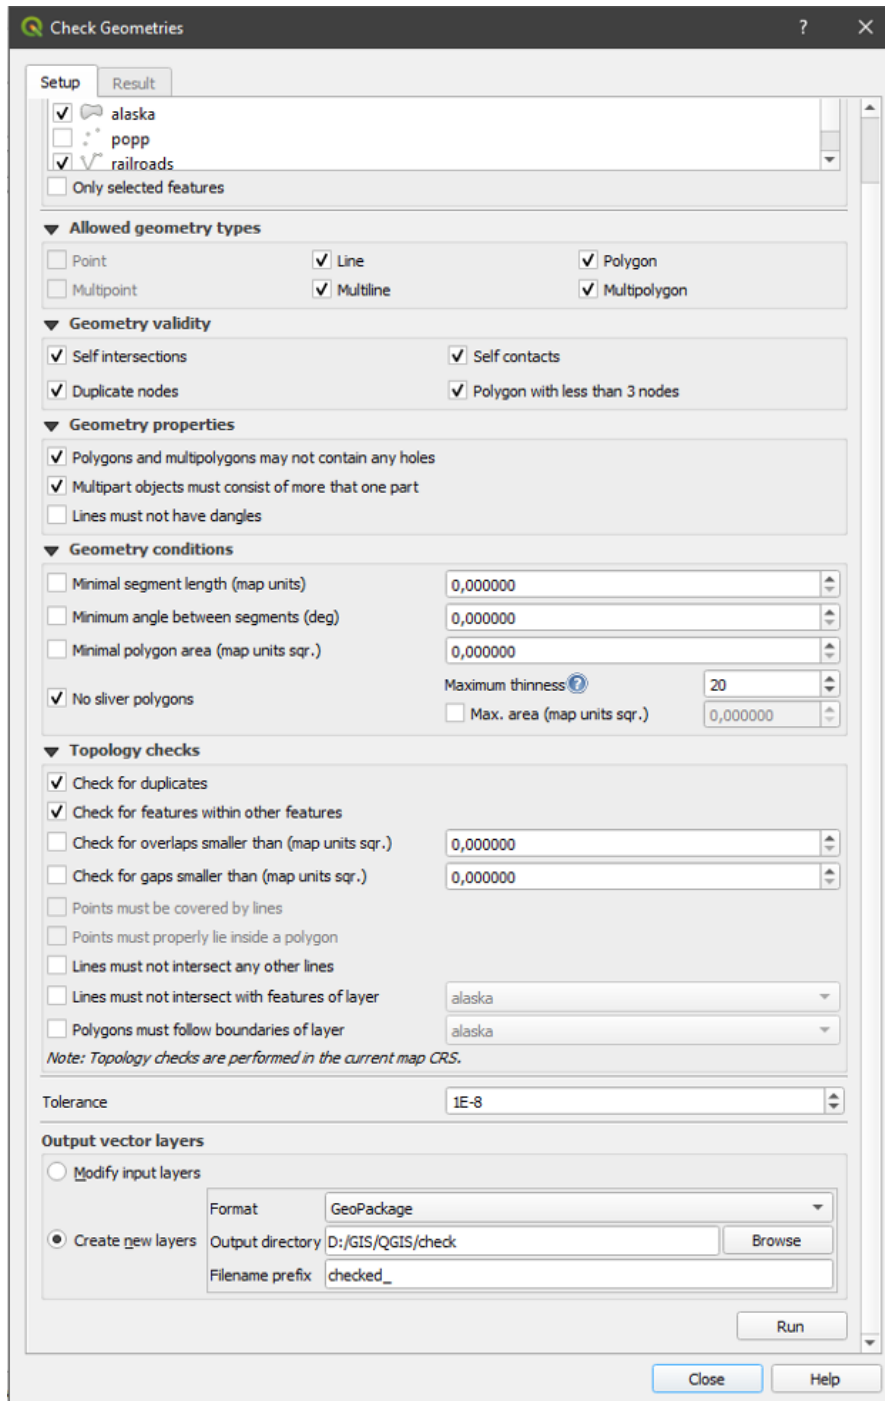 Check Geometries
Setup Result
alaska
popp
railroads
Only selected features
Allowed geometry types
Point Line Polygon
Multipoint Multiline Multipolygon
Geometry validity
Self intersections Self contacts
Duplicate nodes Polygon with less than 3 nodes
Geometry properties
Polygons and multipolygons may not contain any holes
Multipart objects must consist of more that one part
Lines must not have dangles
Geometry conditions
Minimal segment length (map units) 0,000000
Minimum angle between segments (deg) 0,000000
Minimal polygon area (map units sqr.) 0,000000
No sliver polygons Maximum thinness ? 20
Max. area (map units sqr.) 0,000000
Topology checks
Check for duplicates
Check for features within other features
Check for overlaps smaller than (map units sqr.) 0,000000
Check for gaps smaller than (map units sqr.) 0,000000
Points must be covered by lines
Points must properly lie inside a polygon
Lines must not intersect any other lines
Lines must not intersect with features of layer alaska
Polygons must follow boundaries of layer alaska
Note: Topology checks are performed in the current map CRS.
Tolerance 1E-8
Output vector layers
Modify input layers
Format GeoPackage
Create new layers Output directory D:/GIS/QGIS/check Browse
Filename prefix checked_
Run
Close Help